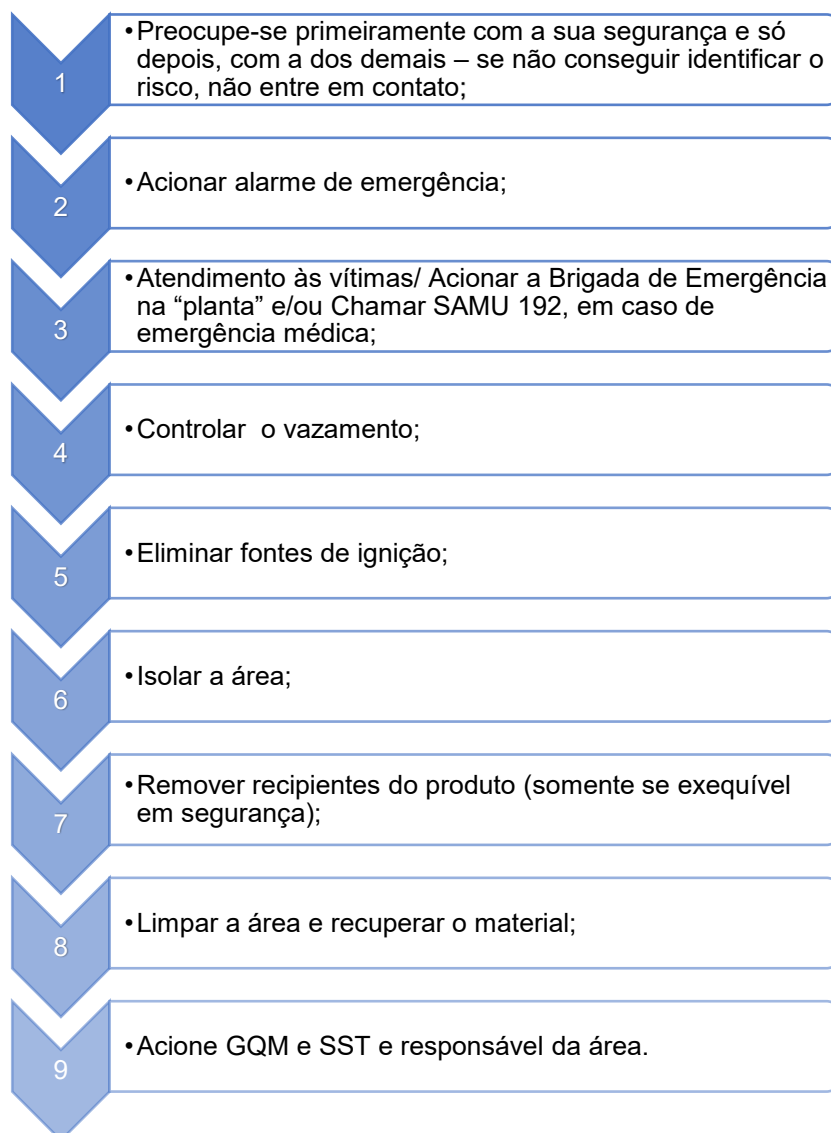 1
•Preocupe-se primeiramente com a sua segurança e só
depois, com a dos demais – se não conseguir identificar o
risco, não entre em contato;
2
•Acionar alarme de emergência;
3
•Atendimento às vítimas/ Acionar a Brigada de Emergência
na “planta” e/ou Chamar SAMU 192, em caso de
emergência médica;
4
•Controlar  o vazamento;
5
•Eliminar fontes de ignição;
6
•Isolar a área;
7
•Remover recipientes do produto (somente se exequível
em segurança);
8
•Limpar a área e recuperar o material;
9
•Acione GQM e SST e responsável da área.